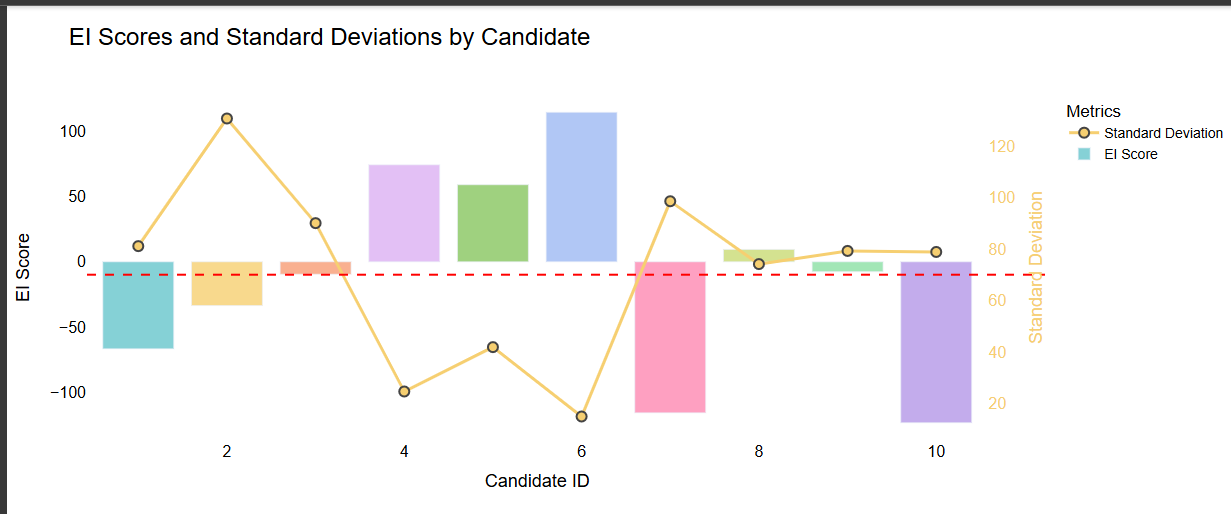 EI Scores and Standard Deviations by Candidate
Metrics
Standard Deviation
EI Score
EI Score
100
50
0
−50
−100
120
100
80
60
40
20
Standard Deviation
2 4 6 8 10
Candidate ID